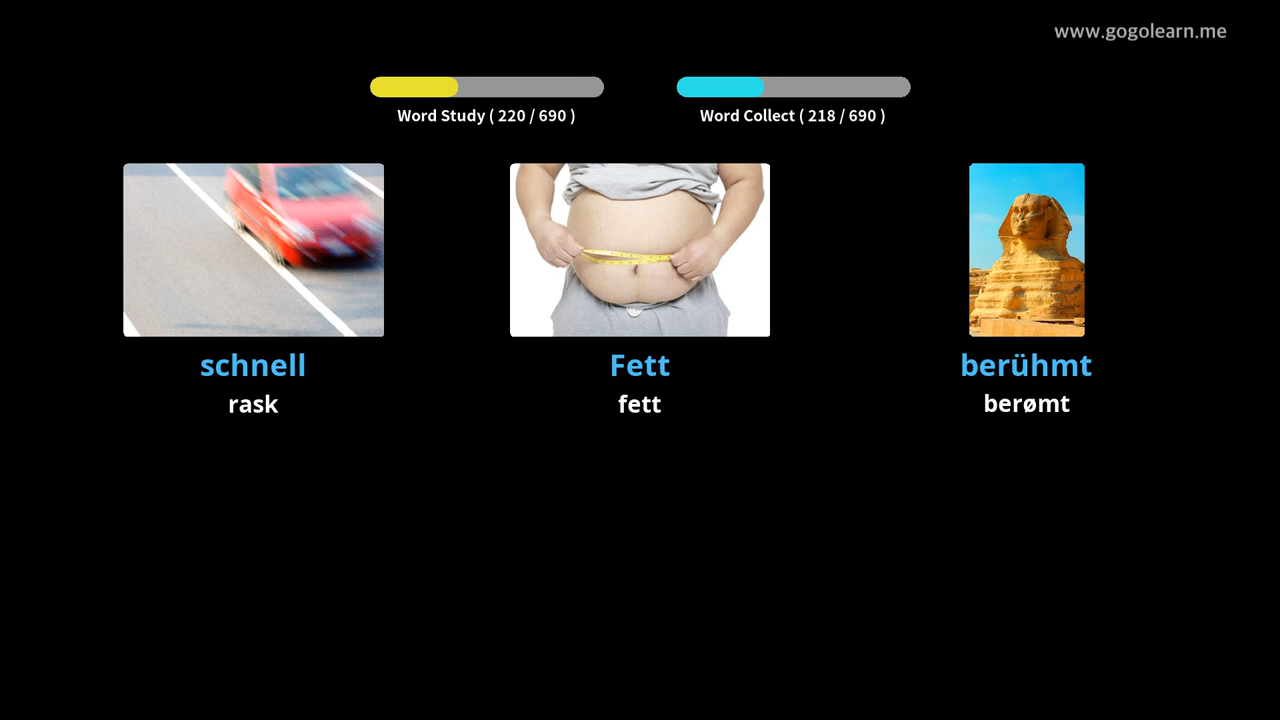 www.gogolearn.me
Word Study ( 220 / 690 )
Word Collect ( 218 / 690 )
schnell
rask
Fett
fett
berühmt
berømt